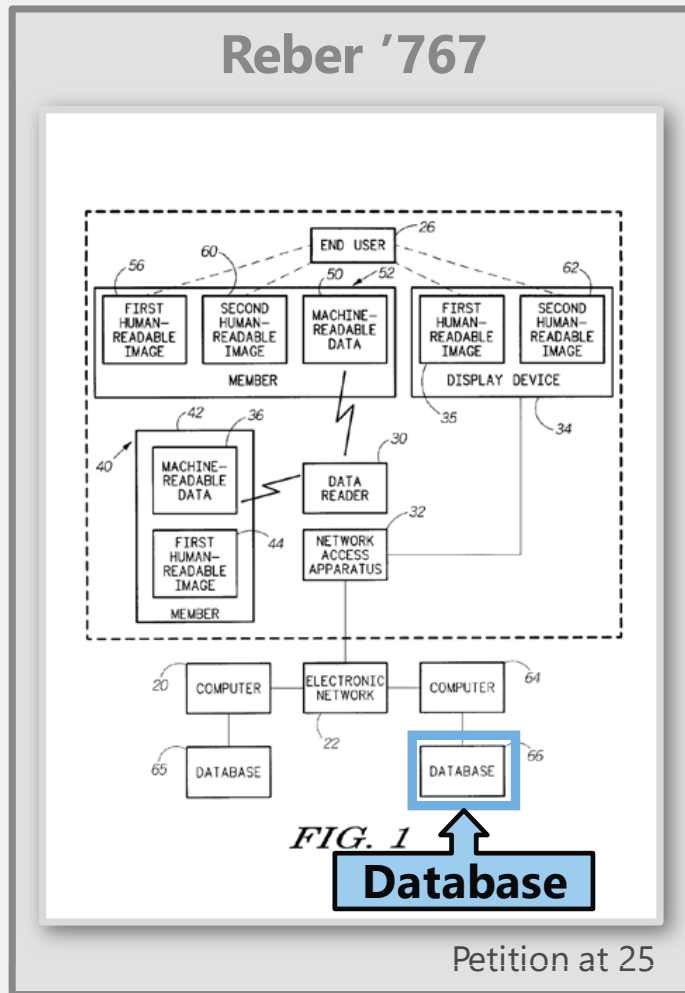 Reber ’767
26
END USER
56
60
50
52
62
FIRST
HUMAN-
READABLE
IMAGE
SECOND
HUMAN-
READABLE
IMAGE
MACHINE-
READABLE
DATA
MEMBER
FIRST
HUMAN-
READABLE
IMAGE
SECOND
HUMAN-
READABLE
IMAGE
DISPLAY DEVICE
35
34
42
36
40
MACHINE-
READABLE
DATA
FIRST
HUMAN-
READABLE
IMAGE
44
MEMBER
30
DATA
READER
32
NETWORK
ACCESS
APPARATUS
20
COMPUTER
ELECTRONIC
NETWORK
22
COMPUTER
64
65
DATABASE
DATABASE
66
FIG. 1
Database
Petition at 25